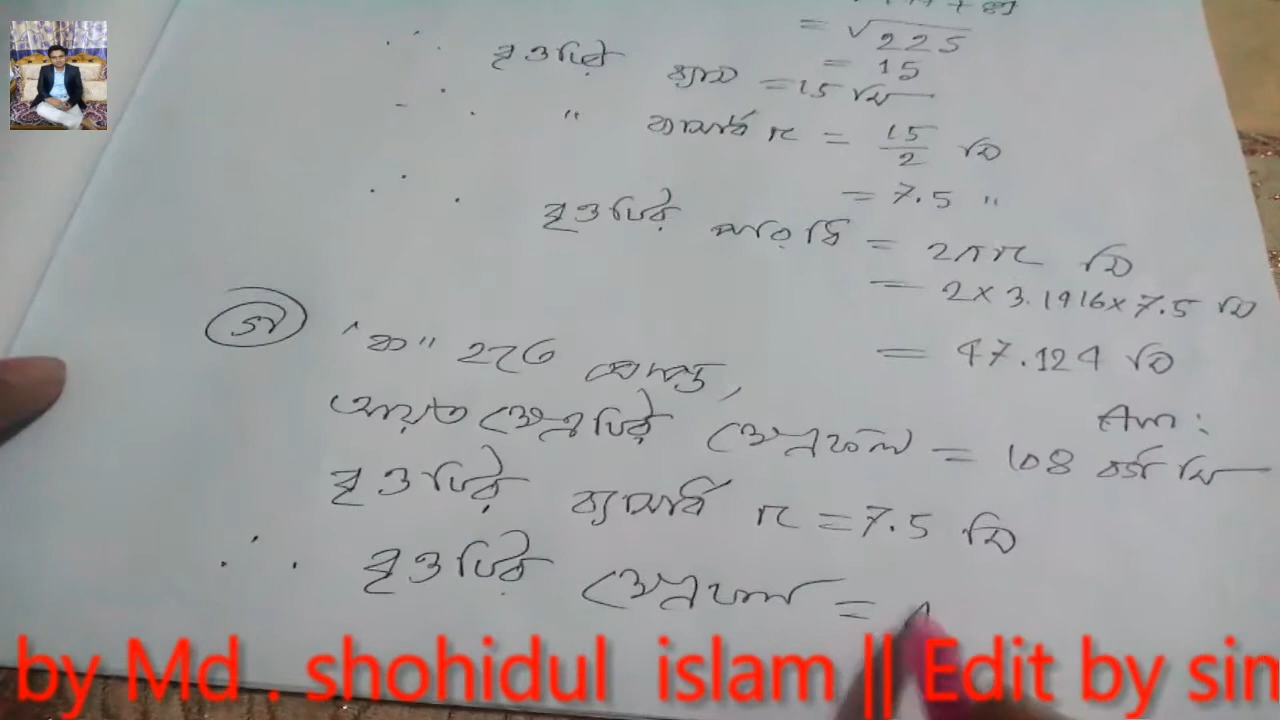 = √225
= 15
∴ বৃত্তটির ব্যাস = 15 মি
" ব্যাসার্ধ r = 15/2 মি
= 7.5 "
∴ বৃত্তটির পরিধি = 2πr মি
= 2 x 3.1416 x 7.5 মি
= 47.124 মি
Ans:
গ "ক" হতে প্রাপ্ত,
আয়ত ক্ষেত্রটির ক্ষেত্রফল = 108 বর্গ মি
বৃত্তটির ব্যাসার্ধ r = 7.5 মি
∴ বৃত্তটির ক্ষেত্রফল =
by Md . shohidul islam || Edit by sin